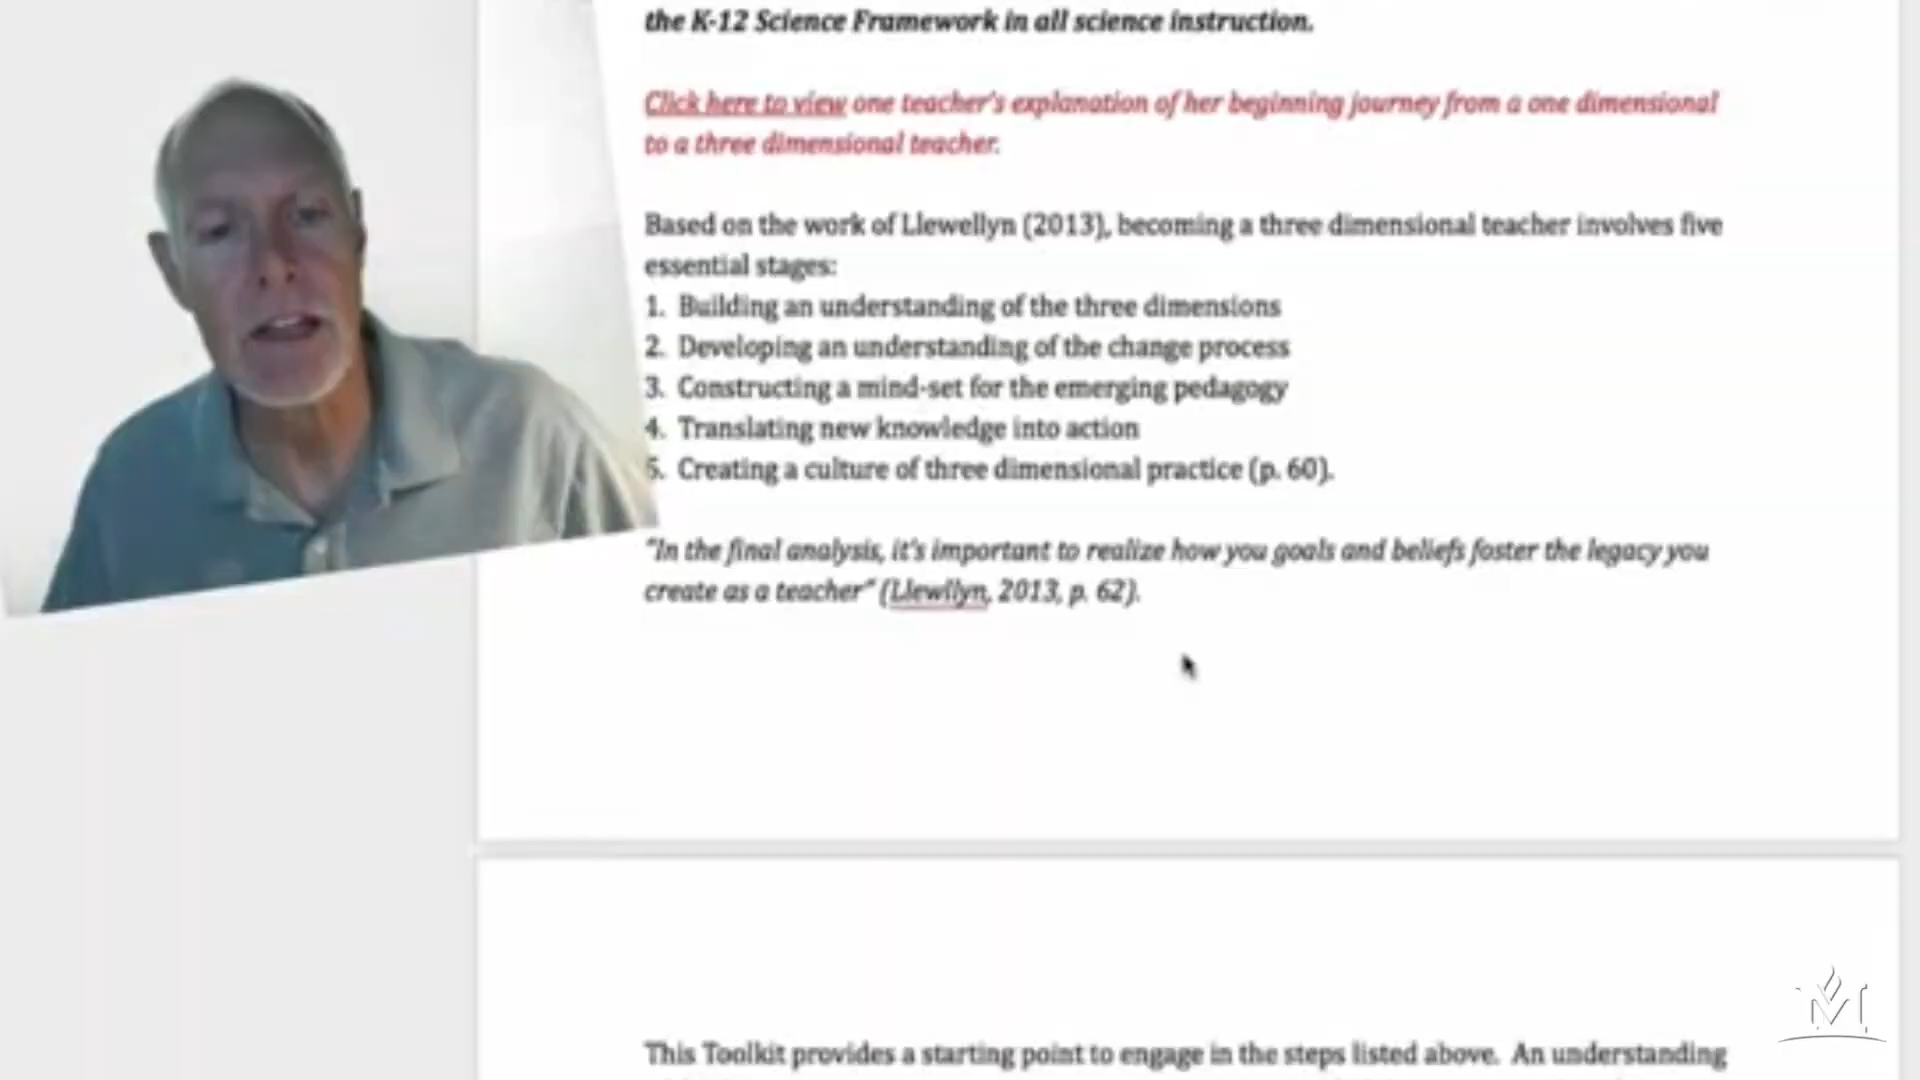 the K-12 Science Framework in all science instruction.
Click here to view one teacher's explanation of her beginning journey from a one dimensional
to a three dimensional teacher.
Based on the work of Llewellyn (2013), becoming a three dimensional teacher involves five
essential stages:
1. Building an understanding of the three dimensions
2. Developing an understanding of the change process
3. Constructing a mind-set for the emerging pedagogy
4. Translating new knowledge into action
5. Creating a culture of three dimensional practice (p. 60).
"In the final analysis, it's important to realize how you goals and beliefs foster the legacy you
create as a teacher" (Llewllyn, 2013, p. 62).
This Toolkit provides a starting point to engage in the steps listed above. An understanding
M